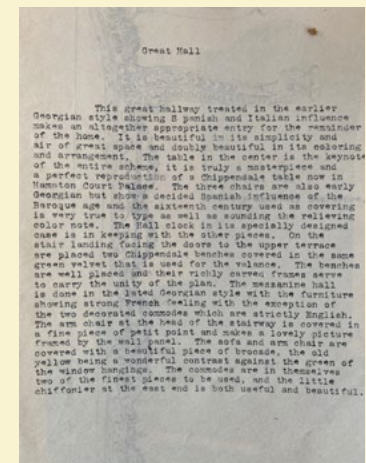 Great Hall
This great hallway treated in the earlier
Georgian style showing S panish and Italian influence
makes an altogether appropriate entry for the remainder
of the home. It is beautiful in its simplicity and
air of great space and doubly beautiful in its coloring
and arrangement. The table in the center is the keynote
of the entire scheme, it is truly a masterpiece and
a perfect reproduction of a Chippendale table now in
Hampton Court Palace. The three chairs are also early
Georgian but show a decided Spanish influence of the
Baroque age and the sixteenth century used as covering
is very true to type as well as sounding the relieving
color note. The Hall clock in its specially designed
case is in keeping with the other pieces. On the
stair landing facing the doors to the upper terrace
are placed two Chippendale benches covered in the same
green velvet that is used for the valance. The benches
are well placed and their richly carved frames serve
to carry the unity of the plan. The mezzanine hall
is done in the lated Georgian style with the furniture
showing strong French feeling with the exception of
the two decorated commodes which are strictly English.
The arm chair at the head of the stairway is covered in
a fine piece of petit point and makes a lovely picture
framed by the wall panel. The sofa and arm chair are
covered with a beautiful piece of brocade, the old
yellow being a wonderful contrast against the green of
the window hangings. The commodes are in themselves
two of the finest pieces to be used, and the little
chiffonier at the east end is both useful and beautiful.